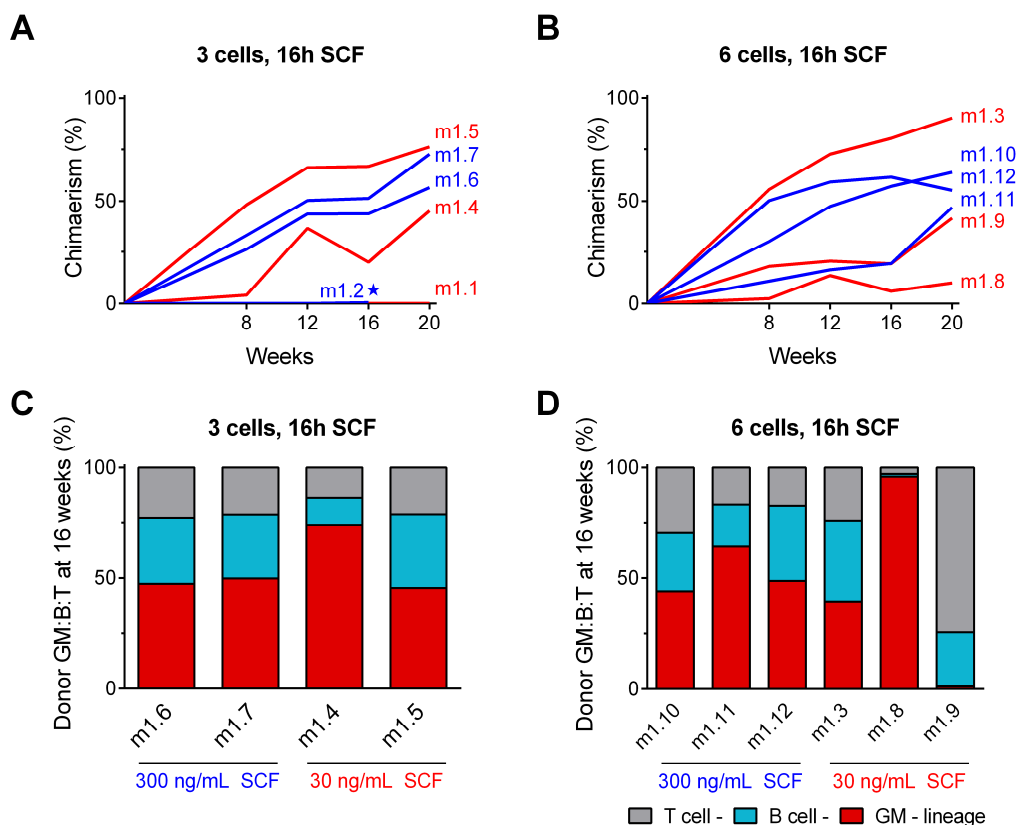 A
3 cells, 16h SCF
Chimaerism (%)
100
50
0
8
12
16
20
Weeks
m1.5
m1.7
m1.6
m1.4
m1.2★
m1.1
B
6 cells, 16h SCF
Chimaerism (%)
100
50
0
8
12
16
20
Weeks
m1.3
m1.10
m1.12
m1.11
m1.9
m1.8
C
3 cells, 16h SCF
Donor GM:B:T at 16 weeks (%)
100
50
0
m1.6
m1.7
m1.4
m1.5
300 ng/mL SCF
30 ng/mL SCF
D
6 cells, 16h SCF
Donor GM:B:T at 16 weeks (%)
100
50
0
m1.10
m1.11
m1.12
m1.3
m1.8
m1.9
300 ng/mL SCF
30 ng/mL SCF
T cell - B cell - GM - lineage